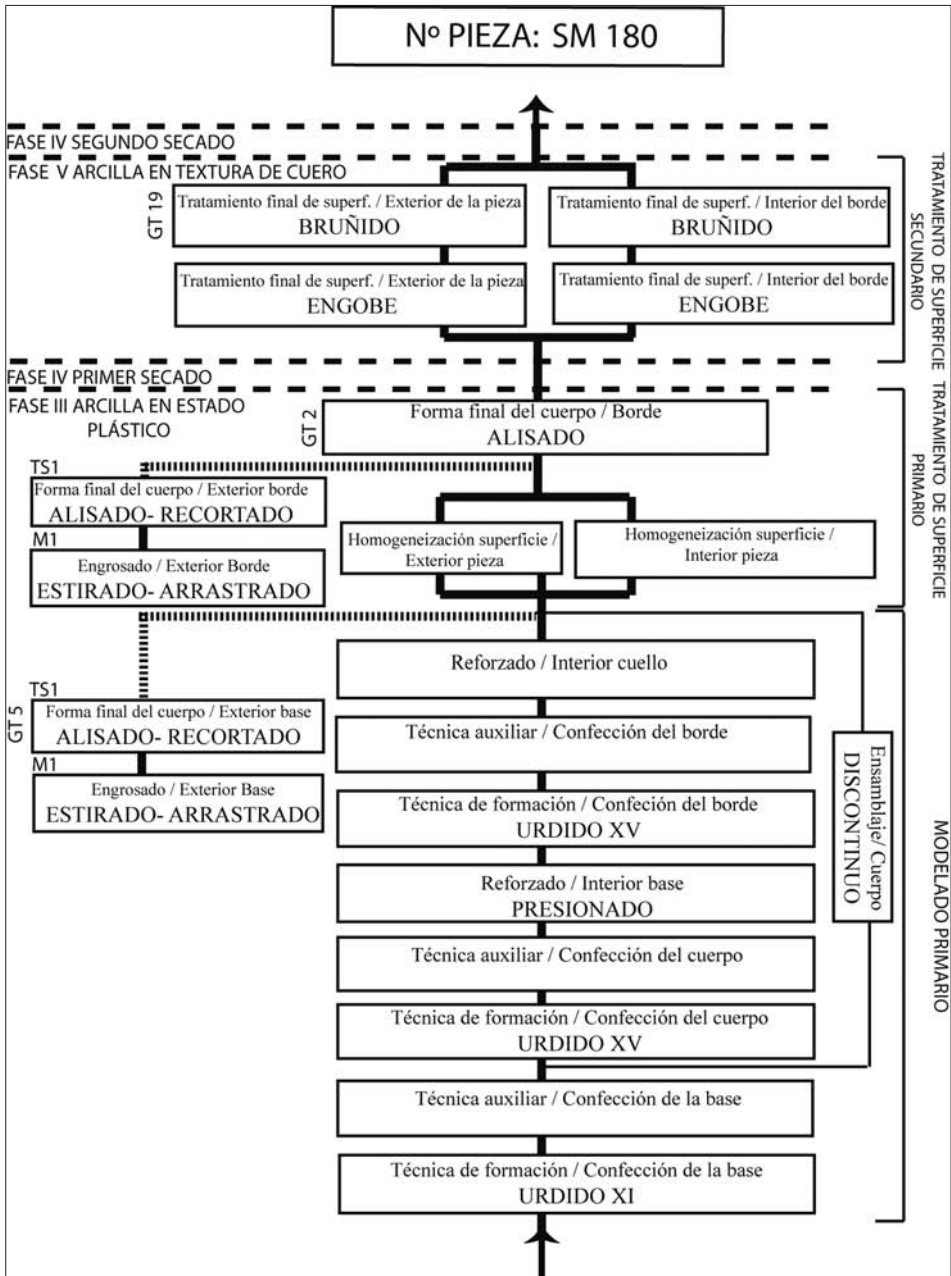 Nº PIEZA: SM 180
FASE IV SEGUNDO SECADO
FASE V ARCILLA EN TEXTURA DE CUERO
GT 19
Tratamiento final de superf. / Exterior de la pieza
BRUÑIDO
Tratamiento final de superf. / Interior del borde
BRUÑIDO
Tratamiento final de superf. / Exterior de la pieza
ENGOBE
Tratamiento final de superf. / Interior del borde
ENGOBE
TRATAMIENTO DE SUPERFICIE
SECUNDARIO
FASE IV PRIMER SECADO
FASE III ARCILLA EN ESTADO
PLÁSTICO
GT 2
Forma final del cuerpo / Borde
ALISADO
TS1
Forma final del cuerpo / Exterior borde
ALISADO- RECORTADO
M1
Engrosado / Exterior Borde
ESTIRADO- ARRASTRADO
Homogeneización superficie /
Exterior pieza
Homogeneización superficie /
Interior pieza
TRATAMIENTO DE SUPERFICIE
PRIMARIO
Reforzado / Interior cuello
GT 5
TS1
Forma final del cuerpo / Exterior base
ALISADO- RECORTADO
M1
Engrosado / Exterior Base
ESTIRADO- ARRASTRADO
Técnica auxiliar / Confección del borde
Técnica de formación / Confeción del borde
URDIDO XV
Reforzado / Interior base
PRESIONADO
Técnica auxiliar / Confección del cuerpo
Técnica de formación / Confección del cuerpo
URDIDO XV
Técnica auxiliar / Confección de la base
Técnica de formación / Confección de la base
URDIDO XI
Ensamblaje/ Cuerpo
DISCONTINUO
MODELADO PRIMARIO